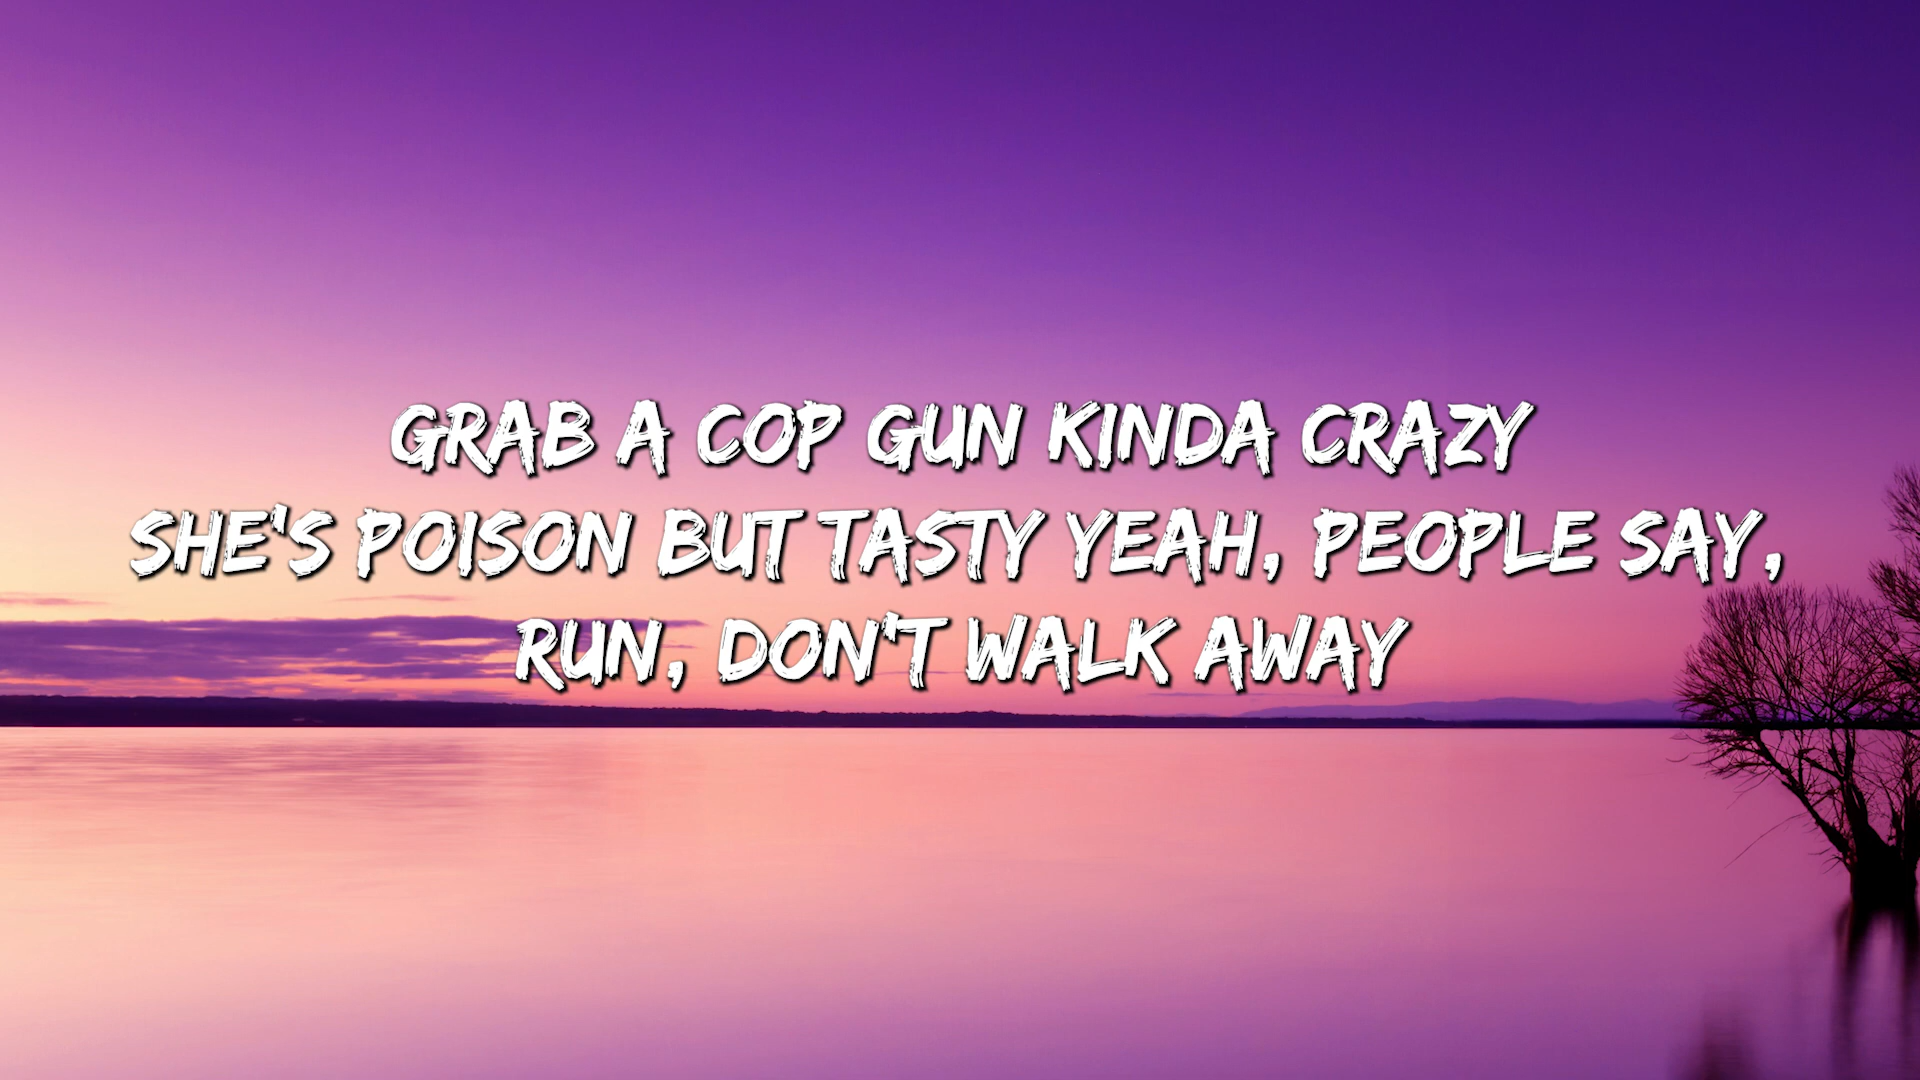 GRAB A COP GUN KINDA CRAZY
SHE'S POISON BUT TASTY YEAH, PEOPLE SAY,
RUN, DON'T WALK AWAY